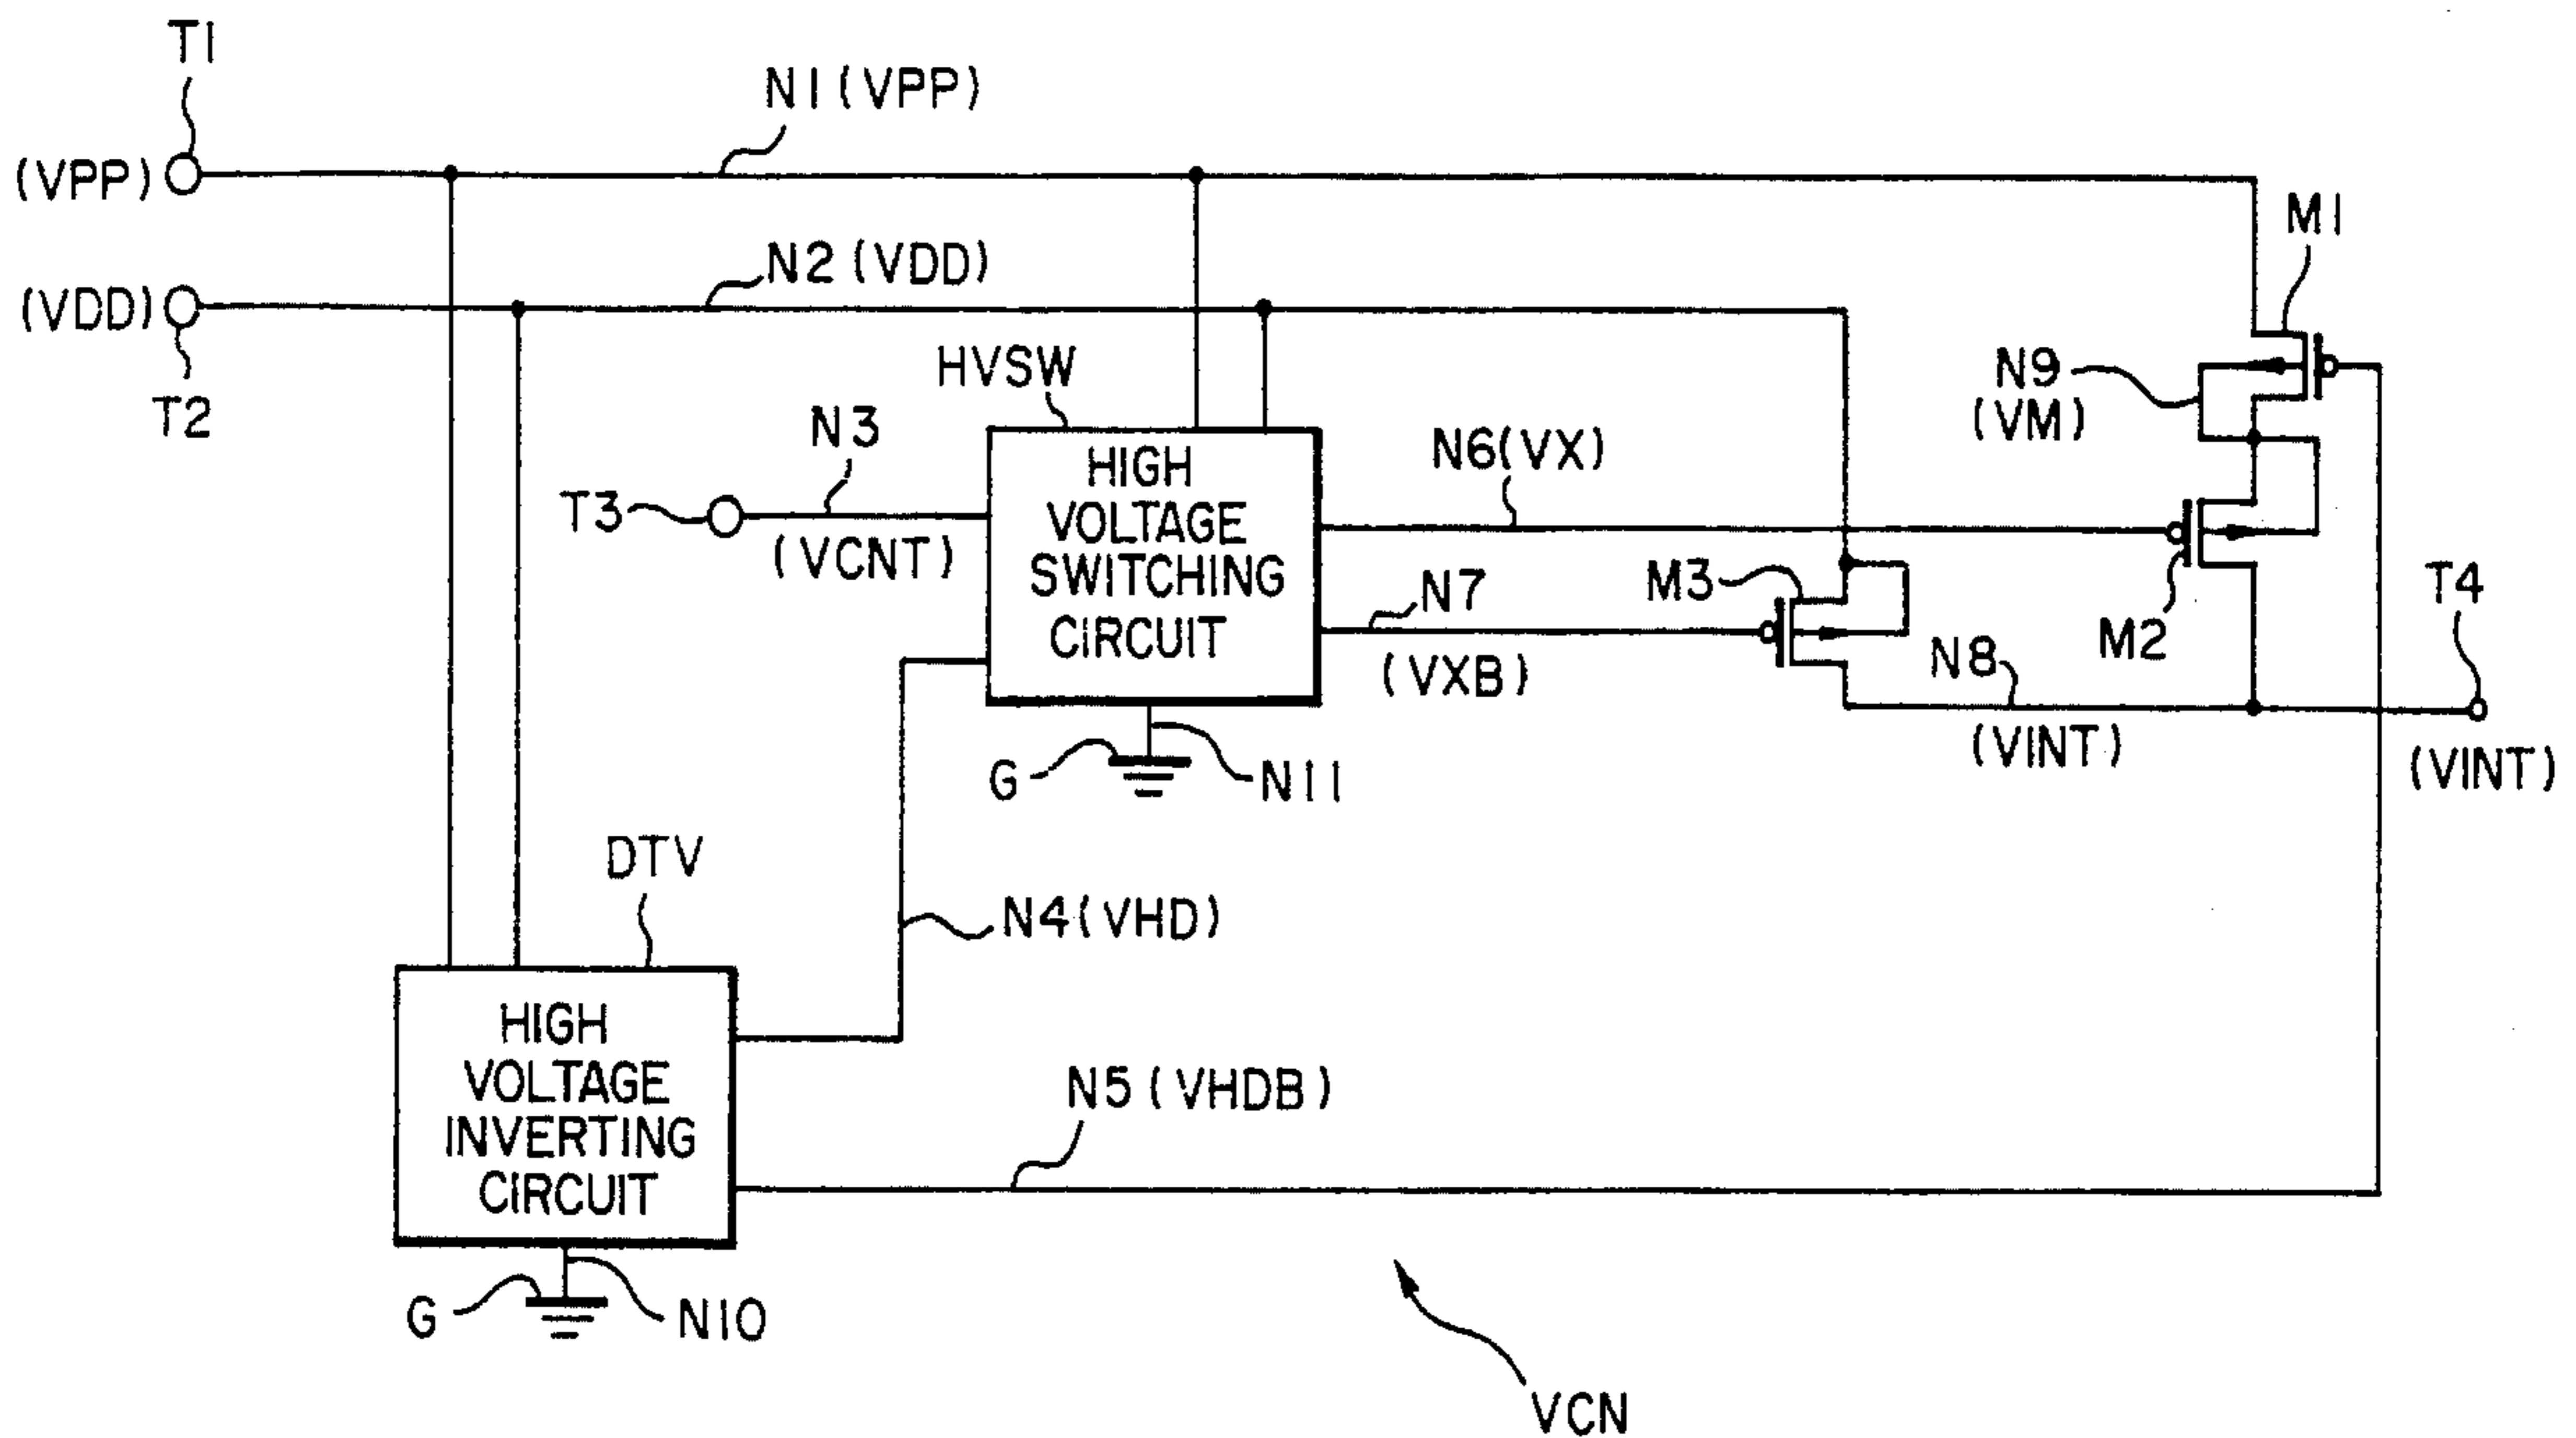 T1
N1(VPP)
(VPP)
M1
N2(VDD)
(VDD)
T2
HVSW
N3
N9
(VM)
N6(VX)
T3
(VCNT)
HIGH
VOLTAGE
SWITCHING
CIRCUIT
N7
(VXB)
M3
M2
T4
N8
(VINT)
(VINT)
G
N11
DTV
N4(VHD)
HIGH
VOLTAGE
INVERTING
CIRCUIT
N5(VHDB)
G
N10
VCN